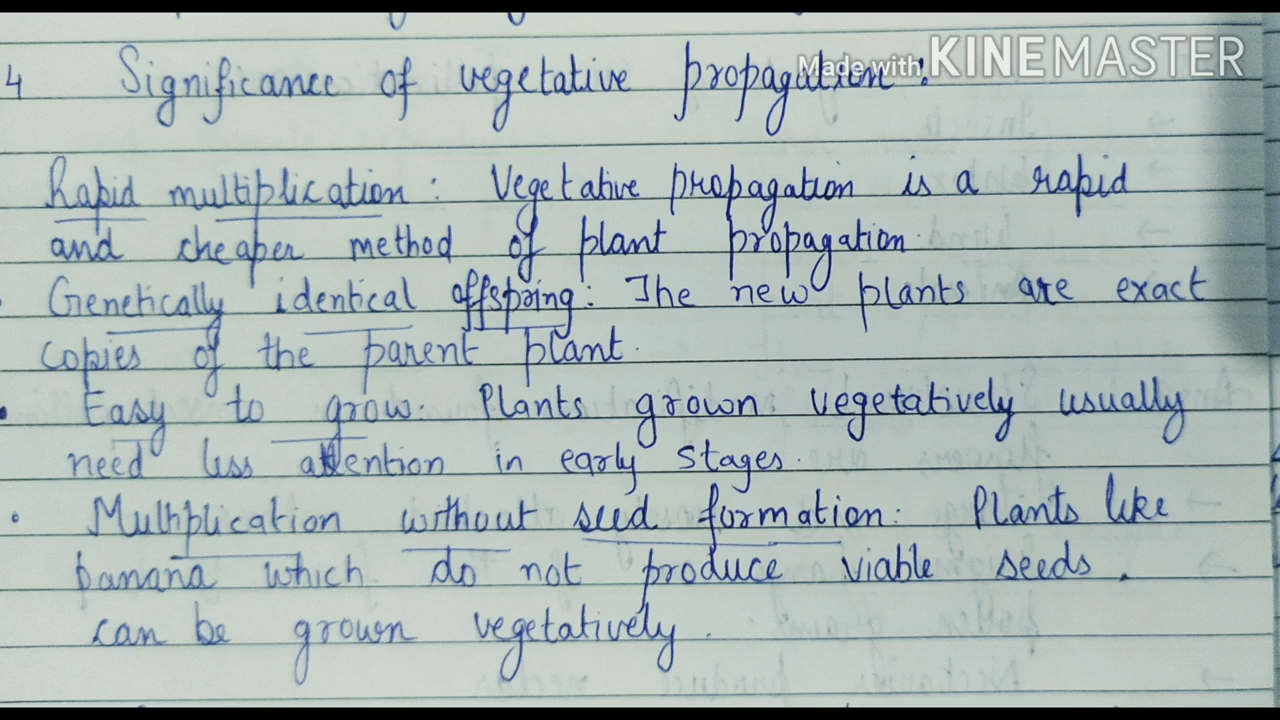 Made with KINEMASTER
4 Significance of vegetative propagation:
Rapid multiplication: Vegetative propagation is a rapid
and cheaper method of plant propagation.
Genetically identical offspring: The new plants are exact
copies of the parent plant.
• Easy to grow. Plants grown vegetatively usually
need less attention in early stages.
• Multiplication without seed formation: Plants like
banana which do not produce viable seeds.
can be grown vegetatively.